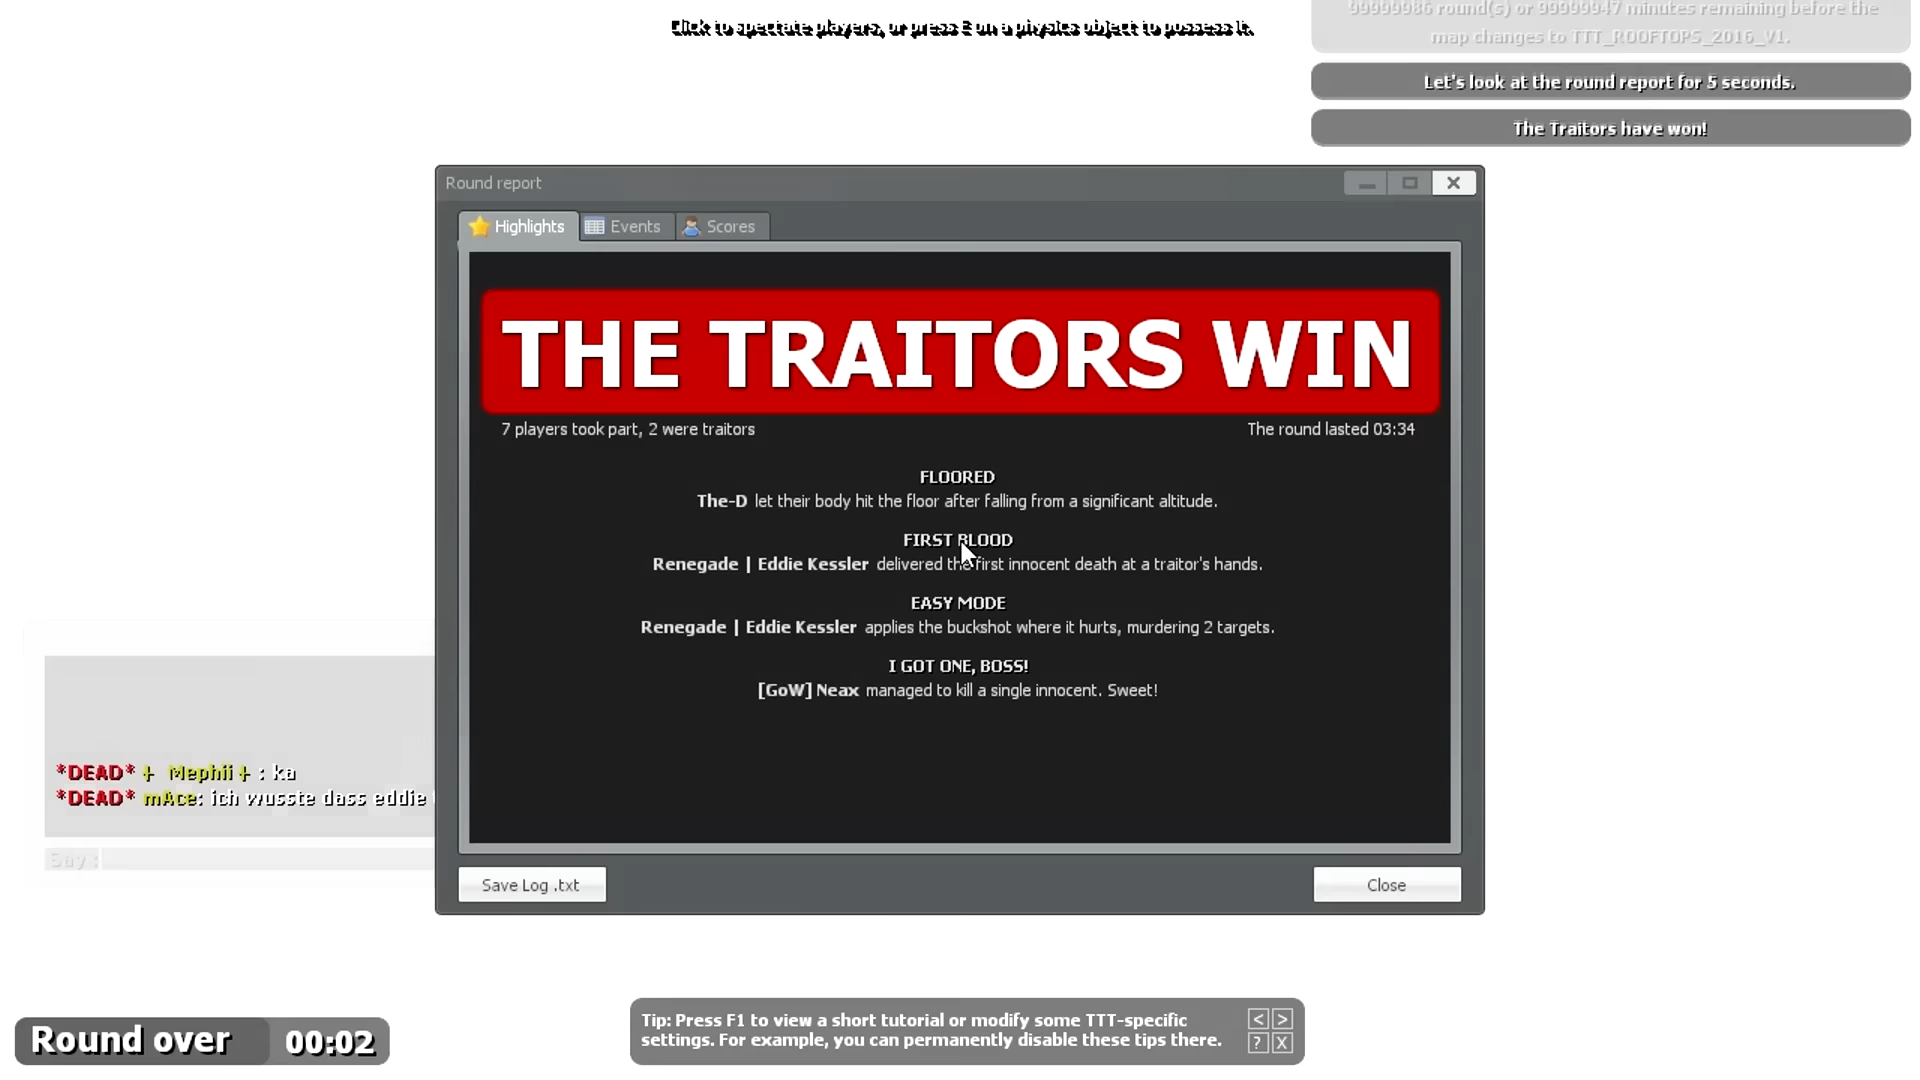 Click to spectate players, or press E on a physics object to possess it.
99999986 round(s) or 99999947 minutes remaining before the
map changes to TTT_ROOFTOPS_2016_V1.
Let's look at the round report for 5 seconds.
The Traitors have won!
Round report
Highlights
Events
Scores
THE TRAITORS WIN
7 players took part, 2 were traitors
The round lasted 03:34
FLOORED
The-D let their body hit the floor after falling from a significant altitude.
FIRST BLOOD
Renegade | Eddie Kessler delivered the first innocent death at a traitor's hands.
EASY MODE
Renegade | Eddie Kessler applies the buckshot where it hurts, murdering 2 targets.
I GOT ONE, BOSS!
[GoW] Neax managed to kill a single innocent. Sweet!
*DEAD* ┼ Mephii ┼ : ka
*DEAD* mAce: ich wusste dass eddie
Say :
Save Log .txt
Close
Round over 00:02
Tip: Press F1 to view a short tutorial or modify some TTT-specific
settings. For example, you can permanently disable these tips there.
< >
? X